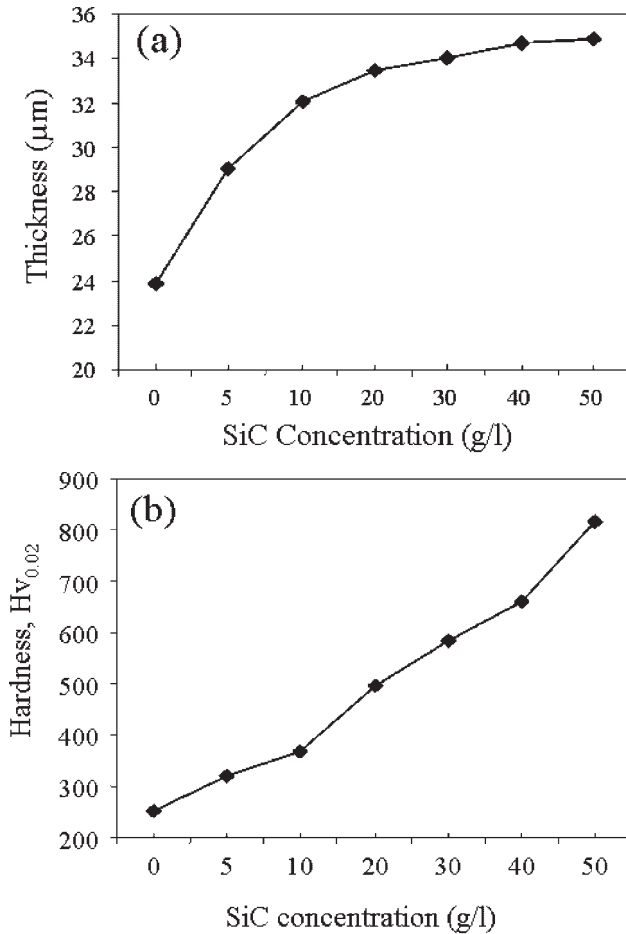 (a)
Thickness (µm)
36
34
32
30
28
26
24
22
20
0 5 10 20 30 40 50
SiC Concentration (g/l)
(b)
Hardness, Hv0.02
900
800
700
600
500
400
300
200
0 5 10 20 30 40 50
SiC concentration (g/l)